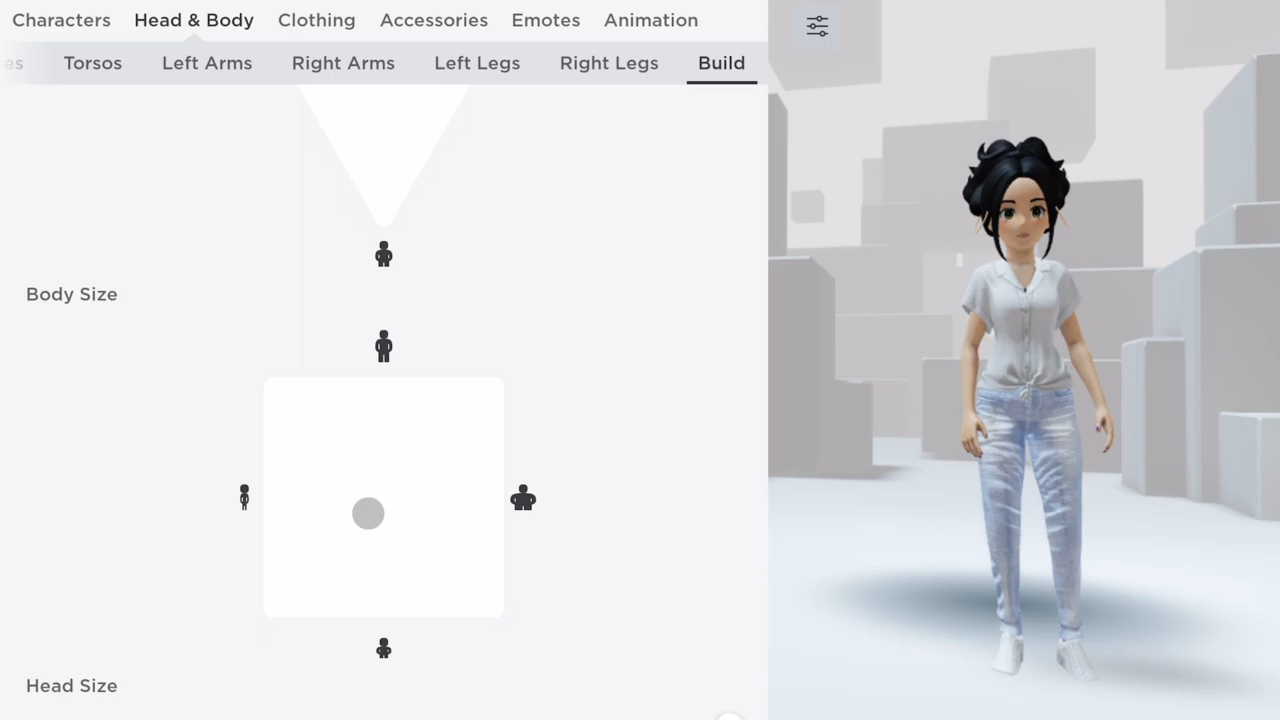 Characters Head & Body Clothing Accessories Emotes Animation
es Torsos Left Arms Right Arms Left Legs Right Legs Build
Body Size
Head Size